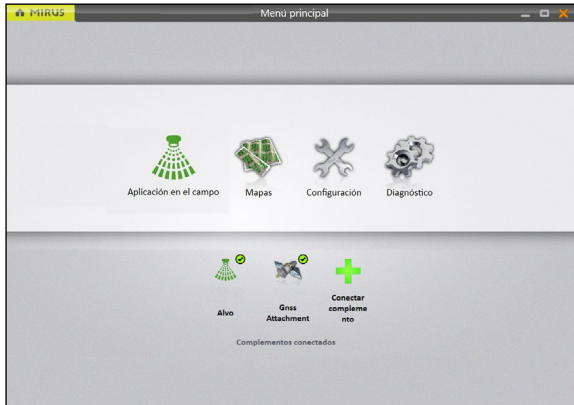 MIRUS
Menú principal
Aplicación en el campo
Mapas
Configuración
Diagnóstico
Alvo
Gnss
Attachment
Conectar
compleme
nto
Complementos conectados